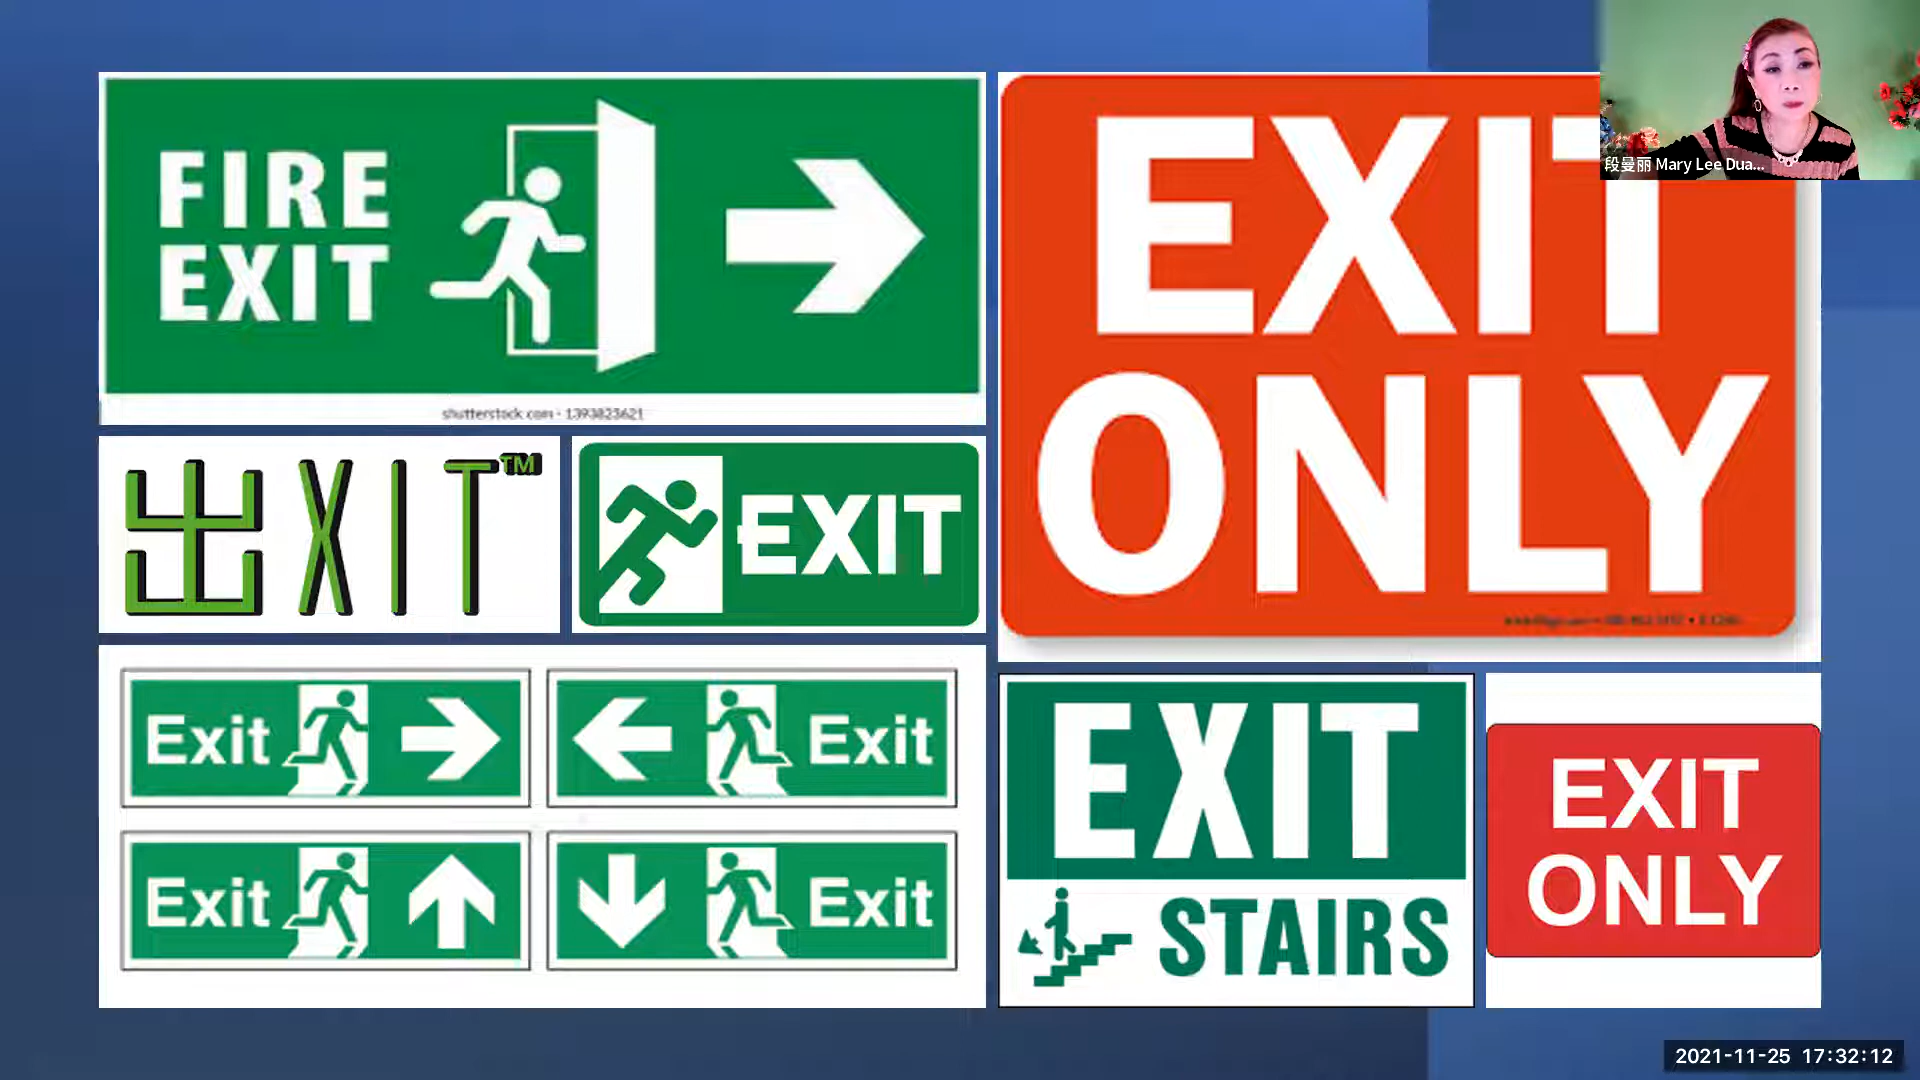 FIRE
EXIT
shutterstock.com · 1393823621
EXIT
ONLY
段曼丽 Mary Lee Dua...
出XIT™
EXIT
Exit
Exit
Exit
Exit
EXIT
STAIRS
EXIT
ONLY
2021-11-25 17:32:12